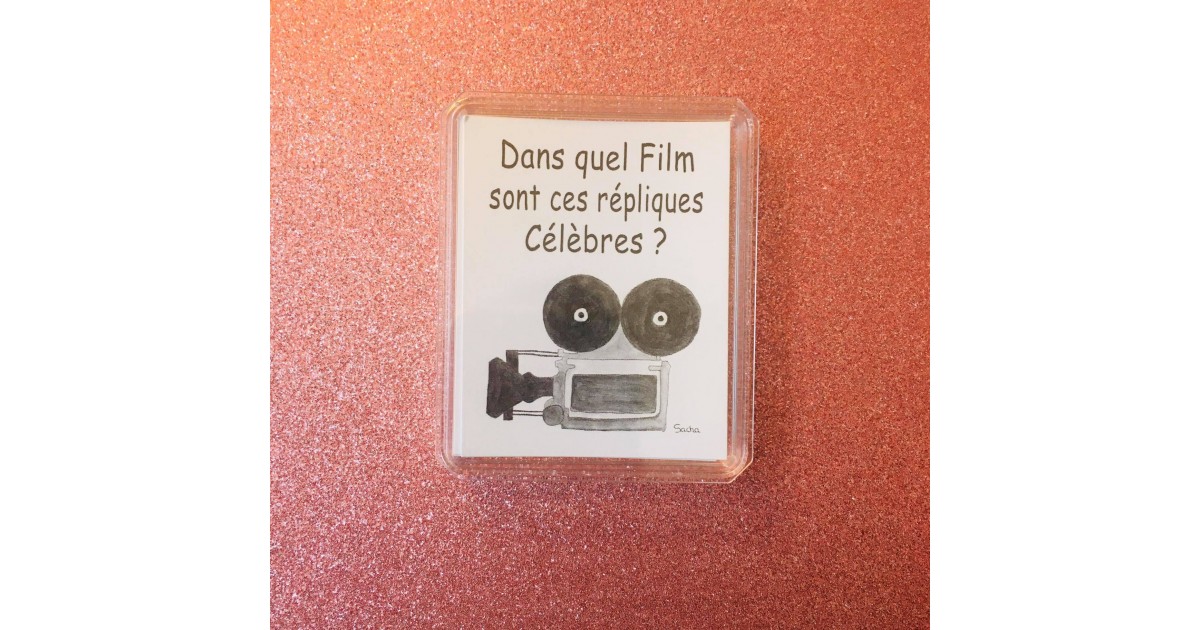 Dans quel Film
sont ces répliques
Célèbres ?
Sacha